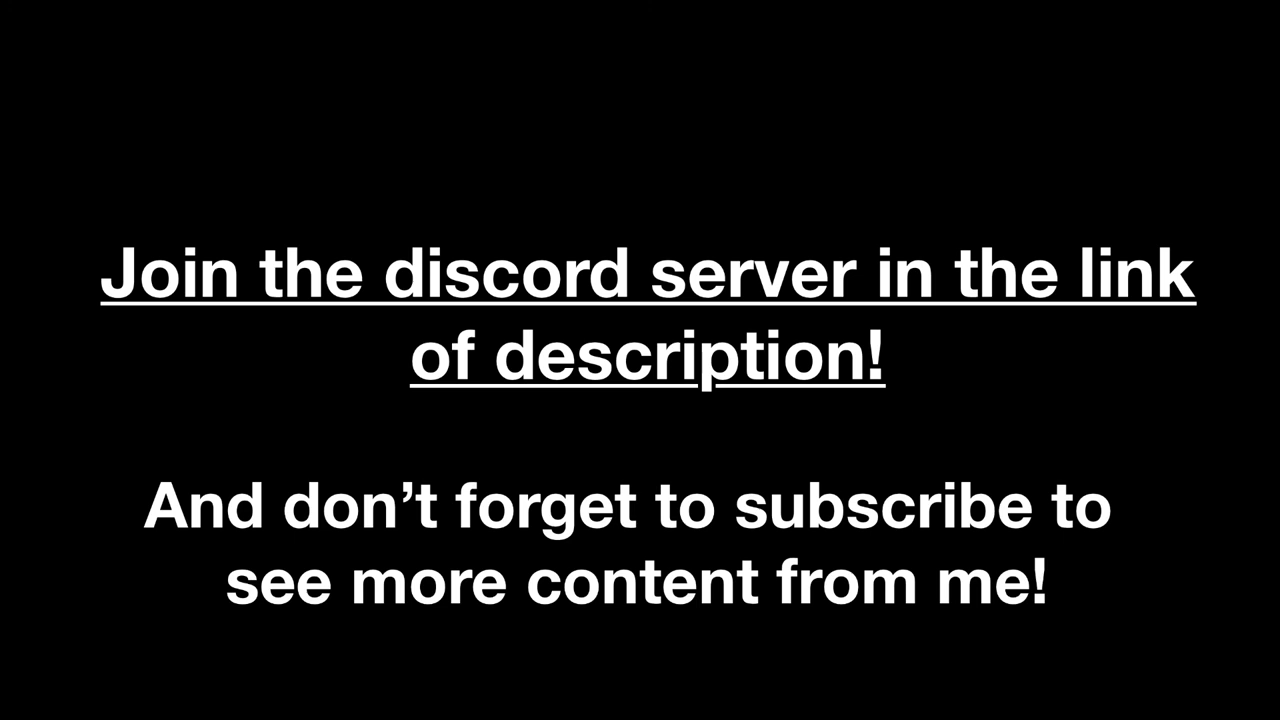 Join the discord server in the link
of description!
And don’t forget to subscribe to
see more content from me!